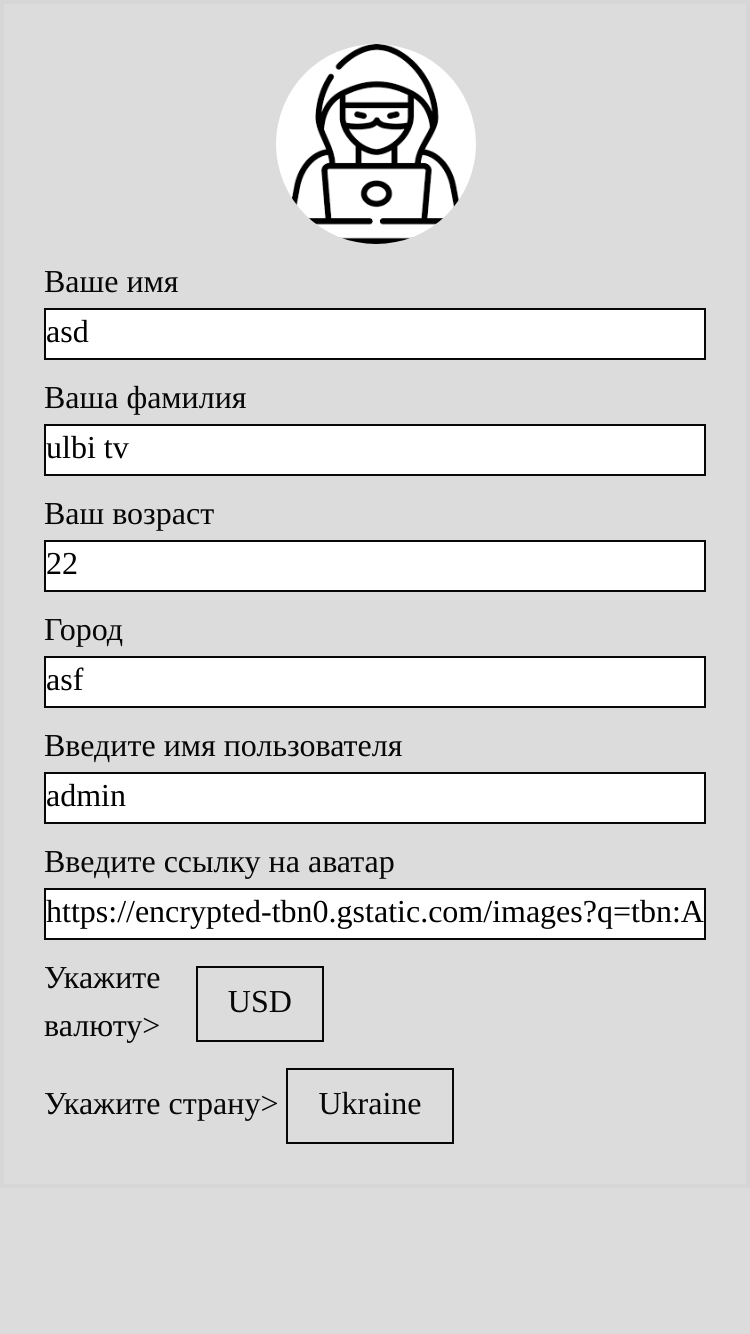 Ваше имя
asd
Ваша фамилия
ulbi tv
Ваш возраст
22
Город
asf
Введите имя пользователя
admin
Введите ссылку на аватар
https://encrypted-tbn0.gstatic.com/images?q=tbn:A
Укажите
валюту>
USD
Укажите страну> Ukraine